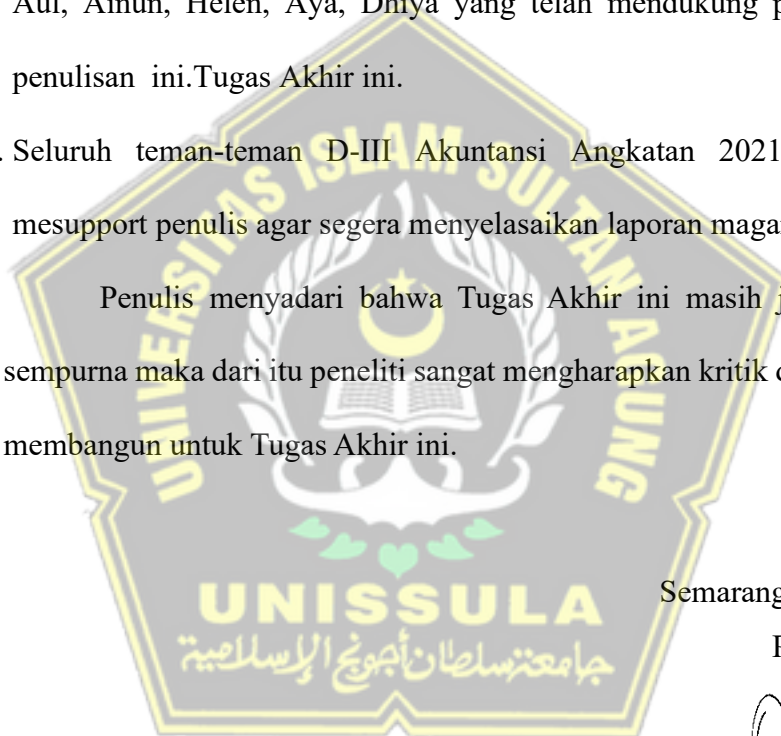 Aul, Ainun, Helen, Aya, Dhiya yang telah mendukung
penulisan ini.Tugas Akhir ini.
. Seluruh teman-teman D-III Akuntansi Angkatan 2021
mesupport penulis agar segera menyelasaikan laporan
Penulis menyadari bahwa Tugas Akhir ini masih
sempurna maka dari itu peneliti sangat mengharapkan kritik
membangun untuk Tugas Akhir ini.
Semarang
UNIVERSITAS ISLAM SULTAN AGUNG
UNISSULA
جامعة سلطان أجونج الإسلامية